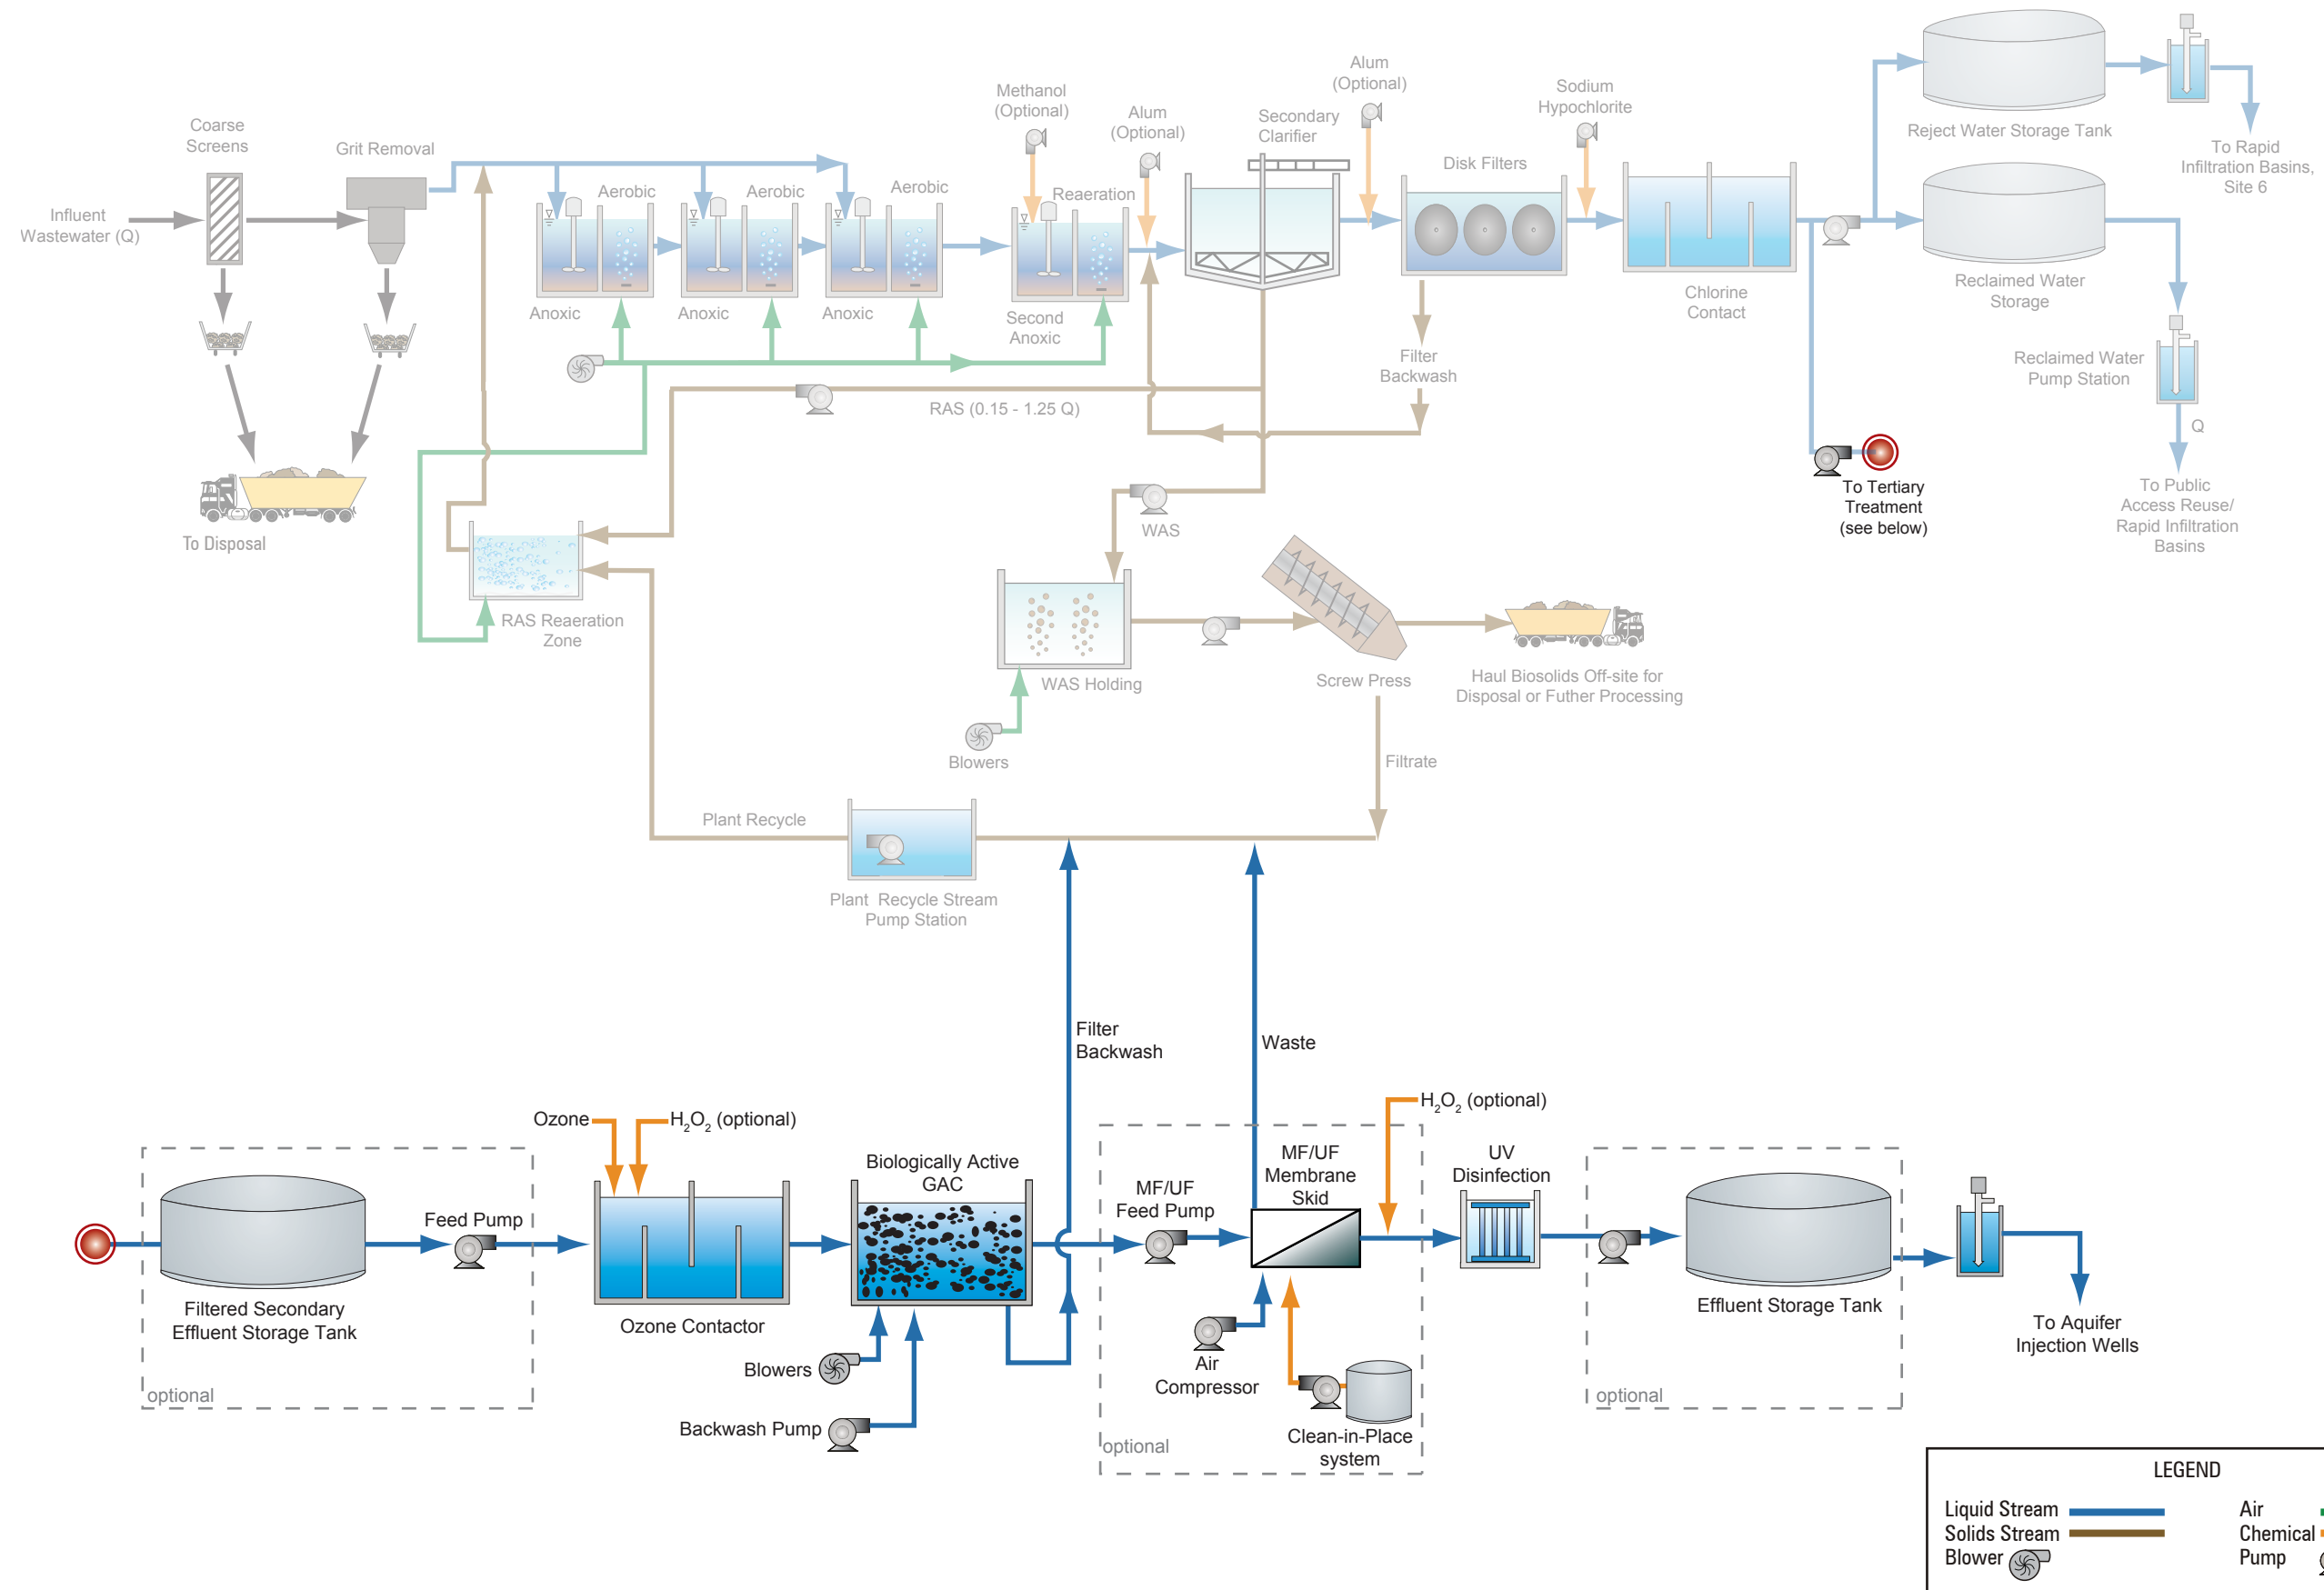 Influent
Wastewater (Q)
Coarse
Screens
Grit Removal
To Disposal
Aerobic
Aerobic
Aerobic
Anoxic
Anoxic
Anoxic
Methanol
(Optional)
Reaeration
Second
Anoxic
Alum
(Optional)
Secondary
Clarifier
Alum
(Optional)
Disk Filters
Sodium
Hypochlorite
Chlorine
Contact
Reject Water Storage Tank
To Rapid
Infiltration Basins,
Site 6
Reclaimed Water
Storage
Reclaimed Water
Pump Station
Q
To Public
Access Reuse/
Rapid Infiltration
Basins
To Tertiary
Treatment
(see below)
Filter
Backwash
RAS (0.15 - 1.25 Q)
WAS
RAS Reaeration
Zone
WAS Holding
Blowers
Screw Press
Haul Biosolids Off-site for
Disposal or Futher Processing
Filtrate
Plant Recycle
Plant Recycle Stream
Pump Station
Filter
Backwash
Waste
Filtered Secondary
Effluent Storage Tank
Feed Pump
optional
Ozone
H2O2 (optional)
Ozone Contactor
Biologically Active
GAC
Blowers
Backwash Pump
MF/UF
Feed Pump
MF/UF
Membrane
Skid
H2O2 (optional)
Air
Compressor
Clean-in-Place
system
optional
UV
Disinfection
Effluent Storage Tank
optional
To Aquifer
Injection Wells
LEGEND
Liquid Stream
Solids Stream
Blower
Air
Chemical
Pump